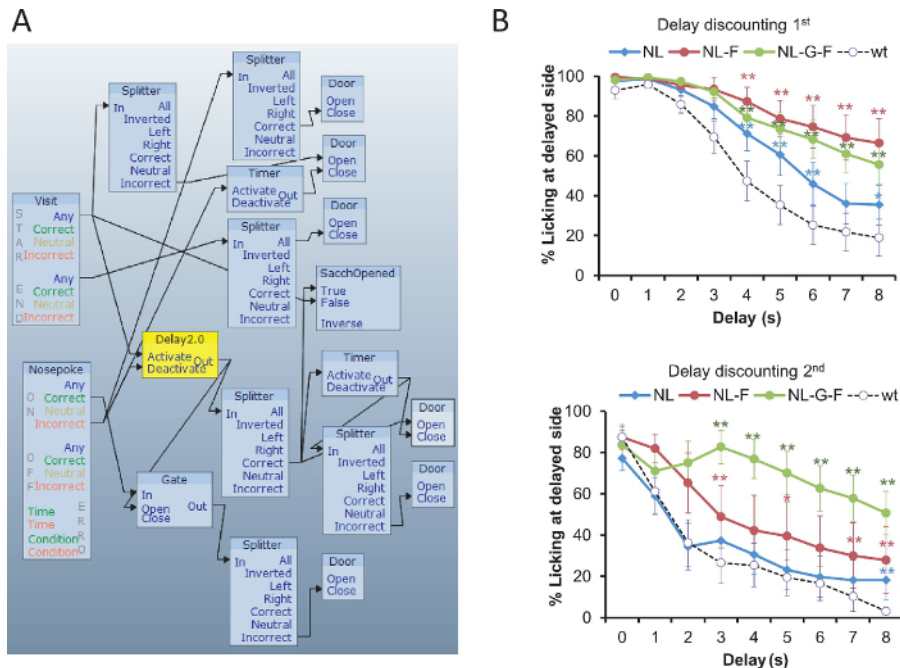 A
Splitter
In All
Inverted
Left
Right
Correct
Neutral
Incorrect
Door
Open
Close
Splitter
In All
Inverted
Left
Right
Correct
Neutral
Incorrect
Door
Open
Close
Timer
Activate Out
Deactivate
Door
Open
Close
Visit
START
Any
Correct
Neutral
Incorrect
END
Any
Correct
Neutral
Incorrect
Splitter
In All
Inverted
Left
Right
Correct
Neutral
Incorrect
SacchOpened
True
False
Inverse
Delay2.0
Activate Out
Deactivate
Nosepoke
ON
Any
Correct
Neutral
Incorrect
OFF
Any
Correct
Neutral
Incorrect
Time
Time
Condition
Condition
ERRO
Splitter
In All
Inverted
Left
Right
Correct
Neutral
Incorrect
Timer
Activate Out
Deactivate
Door
Open
Close
Splitter
In All
Inverted
Left
Right
Correct
Neutral
Incorrect
Door
Open
Close
Gate
In Out
Open
Close
Splitter
In All
Inverted
Left
Right
Correct
Neutral
Incorrect
Door
Open
Close
B
Delay discounting 1st
NL NL-F NL-G-F wt
% Licking at delayed side
100
80
60
40
20
0
** ** ** ** **
** ** ** ** **
** ** ** *
0 1 2 3 4 5 6 7 8
Delay (s)
Delay discounting 2nd
NL NL-F NL-G-F wt
% Licking at delayed side
100
80
60
40
20
0
** ** ** ** ** **
** * ** **
**
0 1 2 3 4 5 6 7 8
Delay (s)